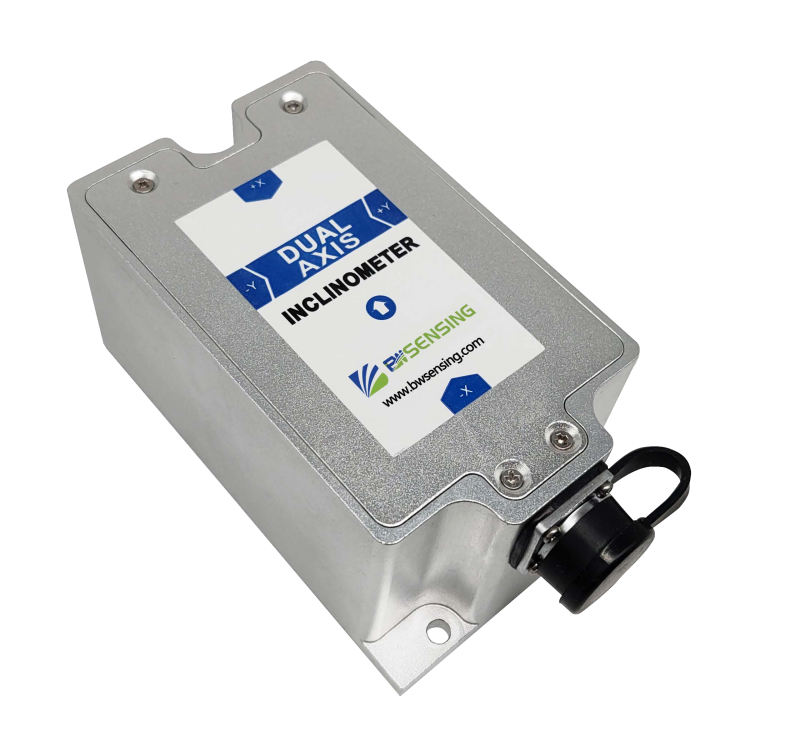 +X
+Y
DUAL
AXIS
-Y
INCLINOMETER
BWSENSING
www.bwsensing.com
-X